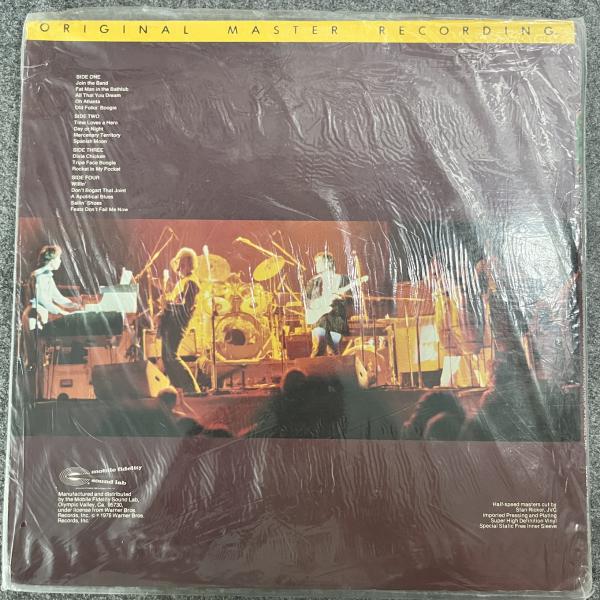 ORIGINAL MASTER RECORDING
SIDE ONE
Join the Band
Fat Man in the Bathtub
All That You Dream
Oh Atlanta
Old Folks' Boogie
SIDE TWO
Time Loves a Hero
Day or Night
Mercenary Territory
Spanish Moon
SIDE THREE
Dixie Chicken
Tripe Face Boogie
Rocket in My Pocket
SIDE FOUR
Willin'
Don't Bogart That Joint
A Apolitical Blues
Sailin' Shoes
Feats Don't Fail Me Now
mobile fidelity
sound lab
Manufactured and distributed
by the Mobile Fidelity Sound Lab,
Olympic Valley, Ca. 95730,
under license from Warner Bros.
Records, Inc. © ℗ 1978 Warner Bros.
Records, Inc
Half-speed masters cut by
Stan Ricker, JVC
Imported Pressing and Plating
Super High Definition Vinyl
Special Static Free Inner Sleeve